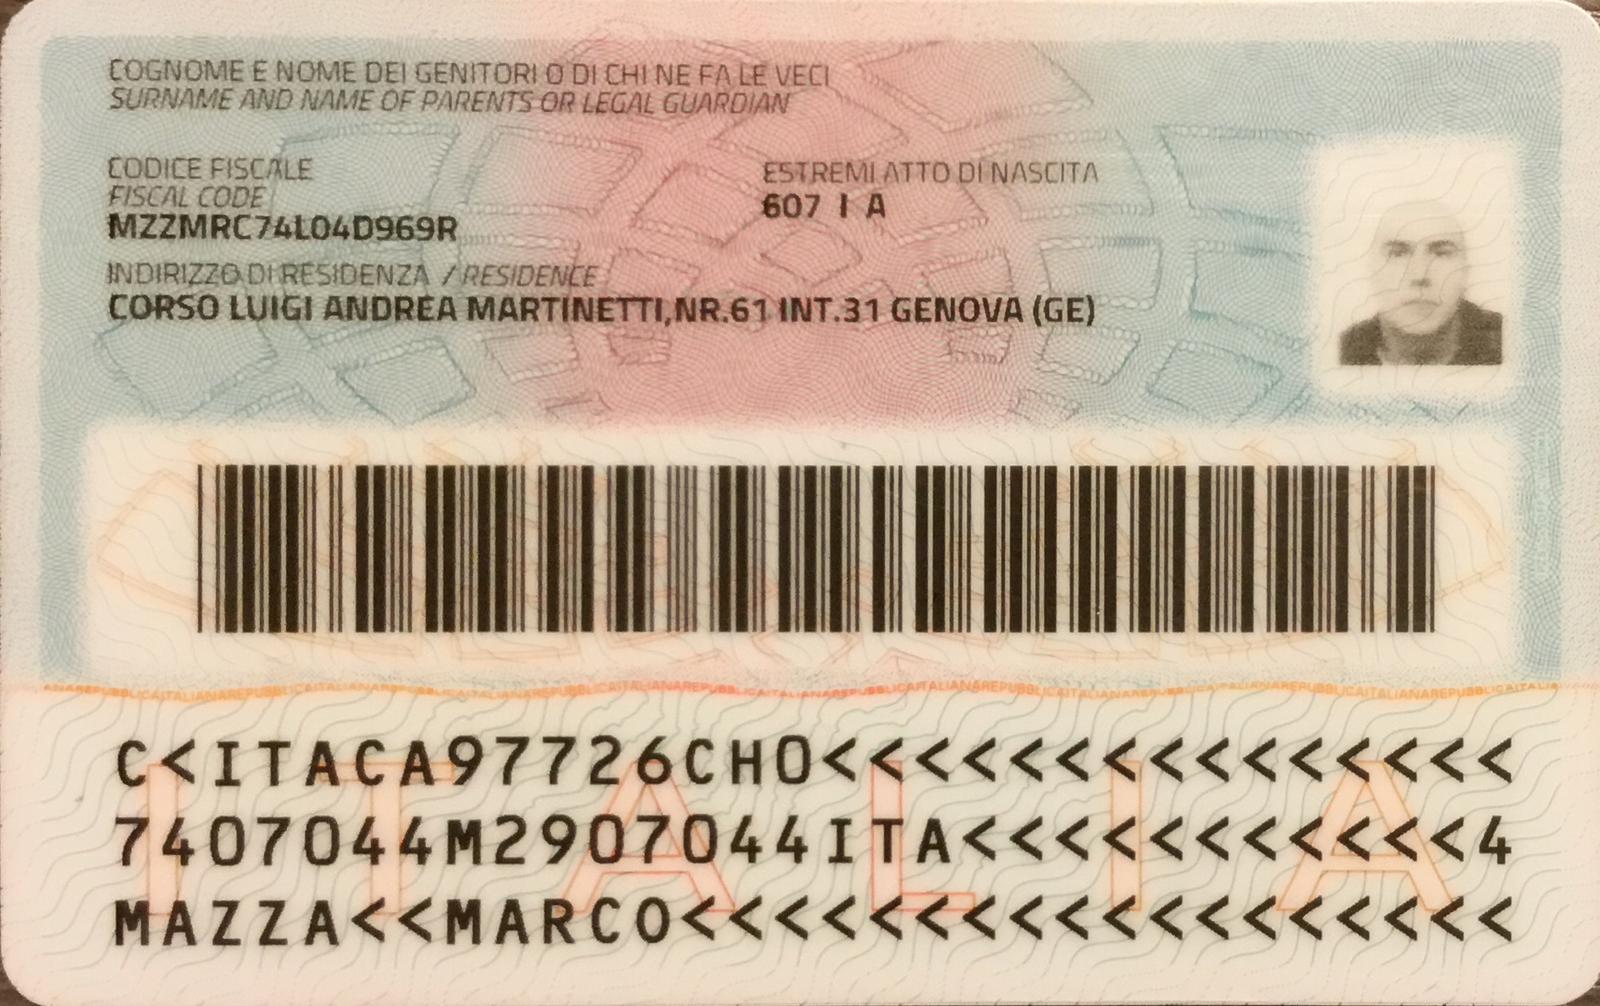 COGNOME E NOME DEI GENITORI O DI CHI NE FA LE VECI
SURNAME AND NAME OF PARENTS OR LEGAL GUARDIAN
CODICE FISCALE
FISCAL CODE
MZZMRC74L04D969R
ESTREMI ATTO DI NASCITA
607 I A
INDIRIZZO DI RESIDENZA / RESIDENCE
CORSO LUIGI ANDREA MARTINETTI,NR.61 INT.31 GENOVA (GE)
C<ITACA97726CH0<<<<<<<<<<<<<<<
7407044M2907044ITA<<<<<<<<<<<4
MAZZA<<MARCO<<<<<<<<<<<<<<<<<<
ITALIA